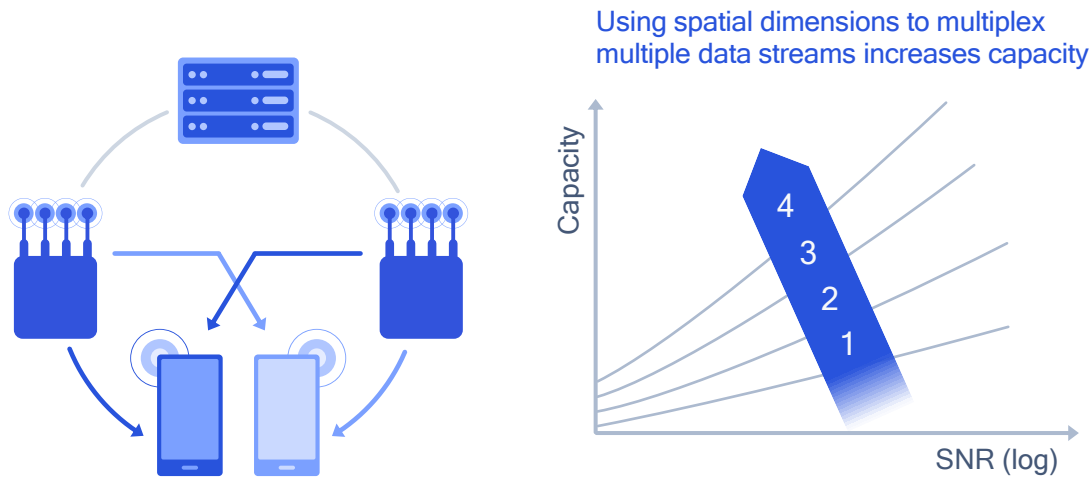 Using spatial dimensions to multiplex
multiple data streams increases capacity
Capacity
4
3
2
1
SNR (log)